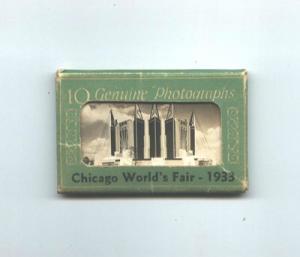 10 Genuine Photographs
Chicago World's Fair - 1933